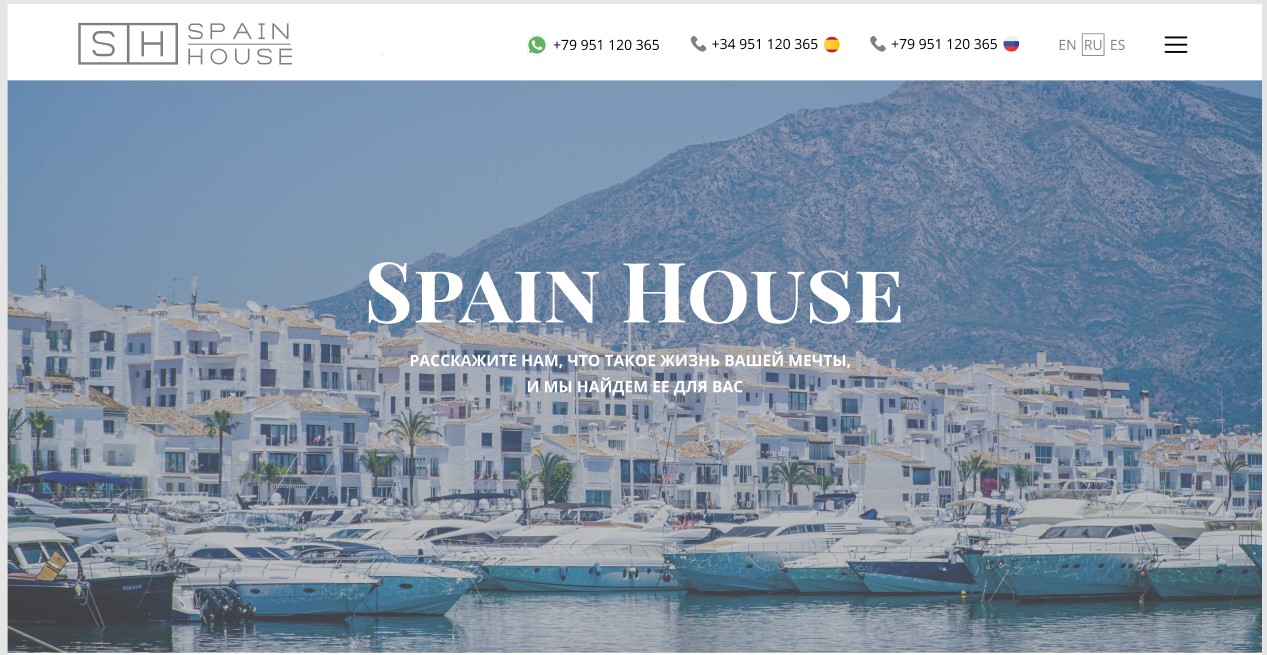 SH SPAIN
HOUSE
+79 951 120 365
+34 951 120 365
+79 951 120 365
EN RU ES
SPAIN HOUSE
РАССКАЖИТЕ НАМ, ЧТО ТАКОЕ ЖИЗНЬ ВАШЕЙ МЕЧТЫ,
И МЫ НАЙДЕМ ЕЕ ДЛЯ ВАС